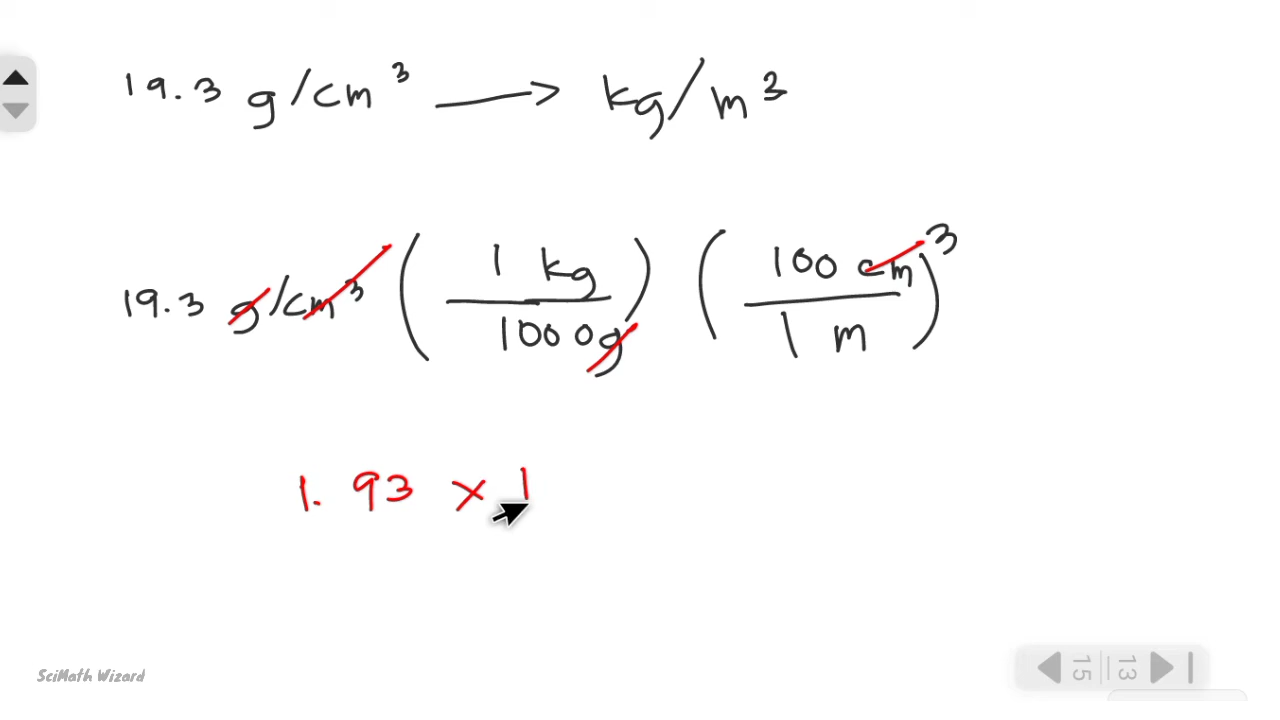 19.3 g/cm³ → kg/m³
19.3 g/cm³ (1 kg / 1000g) (100 cm / 1 m)³
1.93 × 1
SciMath Wizard
15 || 13